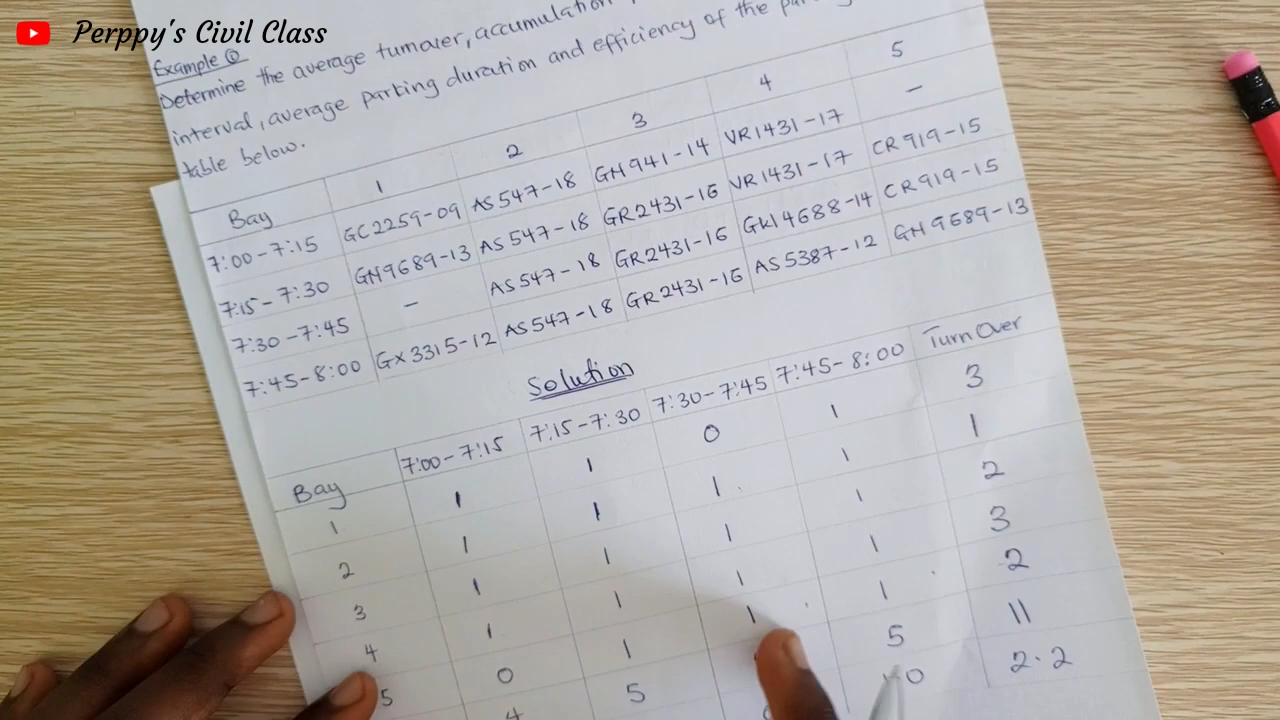 Perppy's Civil Class
Example
Determine the average turnover, accumulation
interval, average parking duration and efficiency of the
table below.
Bay 1 2 3 4 5
7:00-7:15 GC2259-09 AS547-18 GH941-14 VR1431-17 -
7:15-7:30 GN9689-13 AS547-18 GR2431-16 VR1431-17 CR919-15
7:30-7:45 - AS547-18 GR2431-16 GK14688-14 CR919-15
7:45-8:00 GX3315-12 AS547-18 GR2431-16 AS5387-12 GH9689-13
Solution
Bay 7:00-7:15 7:15-7:30 7:30-7:45 7:45-8:00 Turn Over
1 1 1 0 1 3
2 1 1 1 1 1
3 1 1 1 1 2
4 1 1 1 1 3
5 0 1 1 1 2
4 5 5 11
2.2